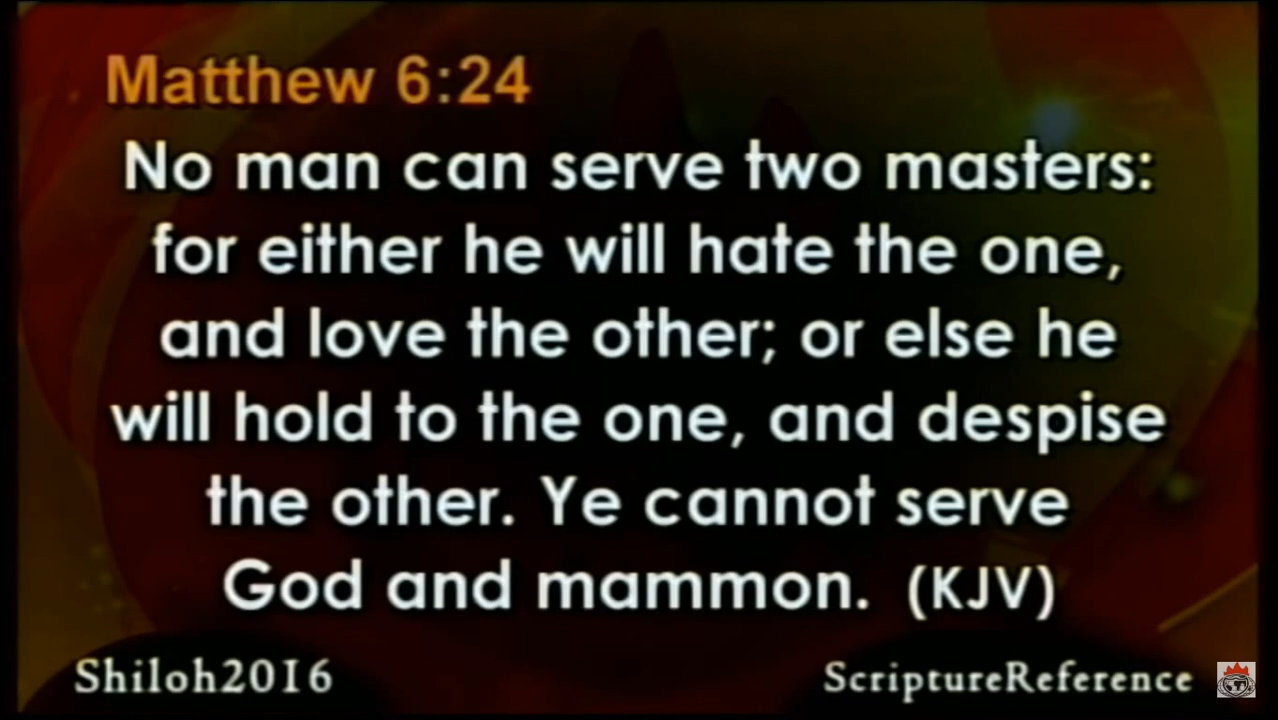 Matthew 6:24
No man can serve two masters:
for either he will hate the one,
and love the other; or else he
will hold to the one, and despise
the other. Ye cannot serve
God and mammon. (KJV)
Shiloh2016
ScriptureReference